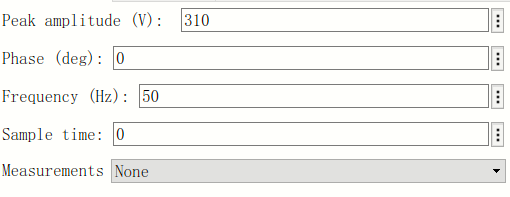 Peak amplitude (V): 310
Phase (deg): 0
Frequency (Hz): 50
Sample time: 0
Measurements None